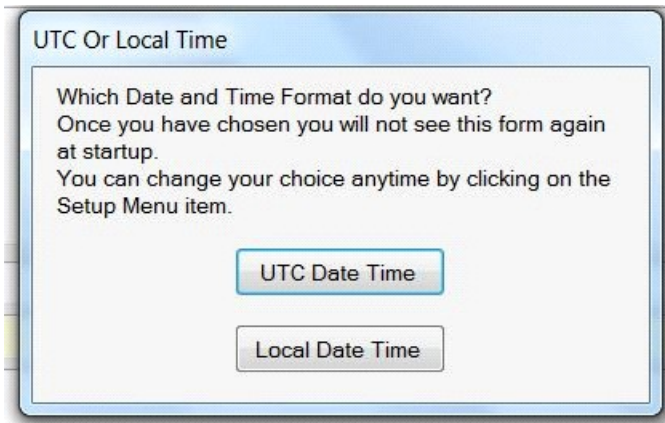 UTC Or Local Time
Which Date and Time Format do you want?
Once you have chosen you will not see this form again
at startup.
You can change your choice anytime by clicking on the
Setup Menu item.
UTC Date Time
Local Date Time